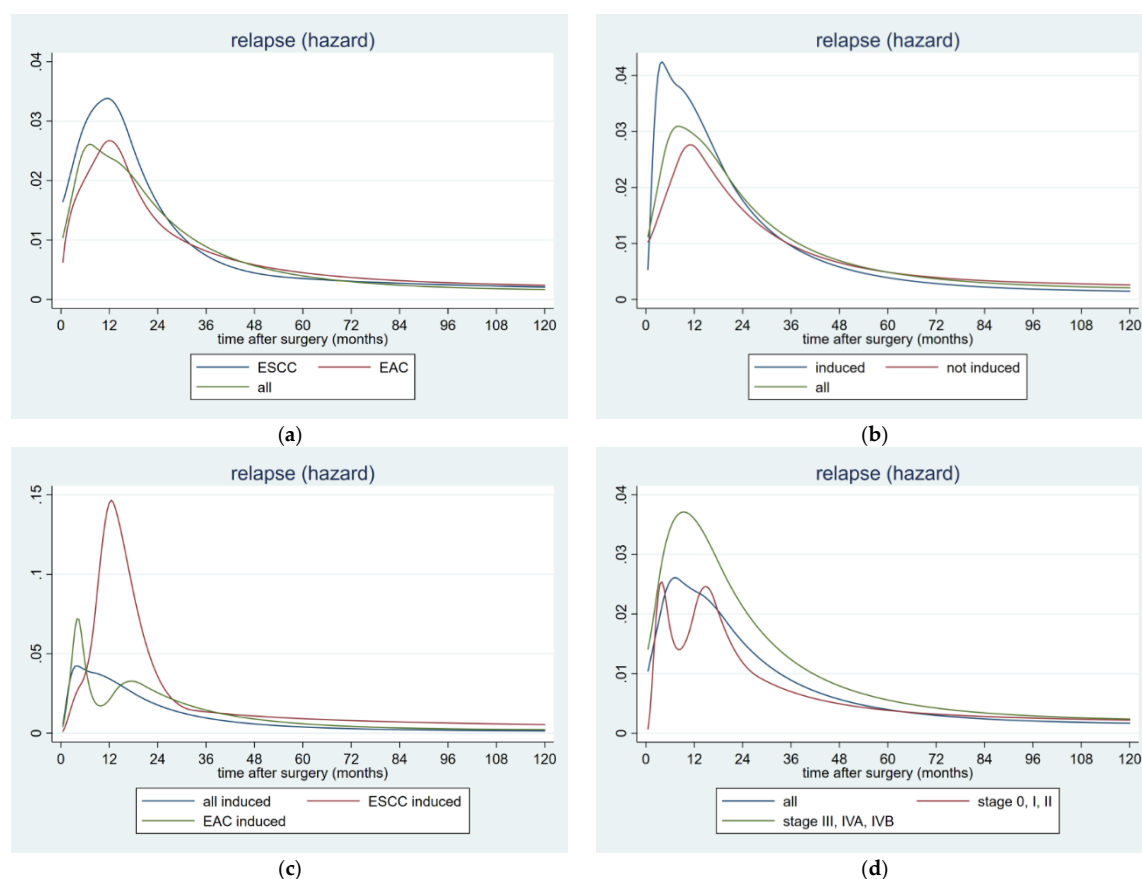 relapse (hazard)
.04
.03
.02
.01
0
0 12 24 36 48 60 72 84 96 108 120
time after surgery (months)
ESCC EAC
all
(a)
relapse (hazard)
.04
.03
.02
.01
0
0 12 24 36 48 60 72 84 96 108 120
time after surgery (months)
induced not induced
all
(b)
relapse (hazard)
.15
.1
.05
0
0 12 24 36 48 60 72 84 96 108 120
time after surgery (months)
all induced ESCC induced
EAC induced
(c)
relapse (hazard)
.04
.03
.02
.01
0
0 12 24 36 48 60 72 84 96 108 120
time after surgery (months)
all stage 0, I, II
stage III, IVA, IVB
(d)